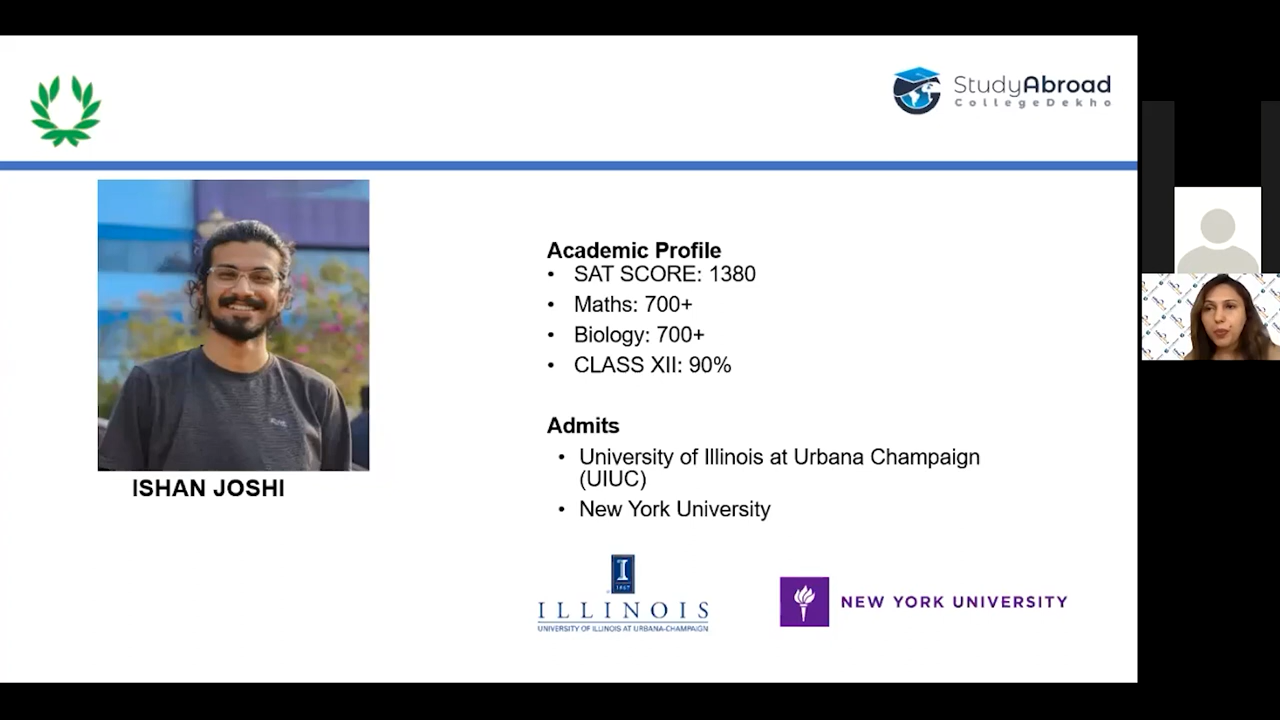 StudyAbroad
CollegeDekho
Academic Profile
• SAT SCORE: 1380
• Maths: 700+
• Biology: 700+
• CLASS XII: 90%
Admits
• University of Illinois at Urbana Champaign
(UIUC)
• New York University
ISHAN JOSHI
I
1867
ILLINOIS
UNIVERSITY OF ILLINOIS AT URBANA-CHAMPAIGN
NEW YORK UNIVERSITY